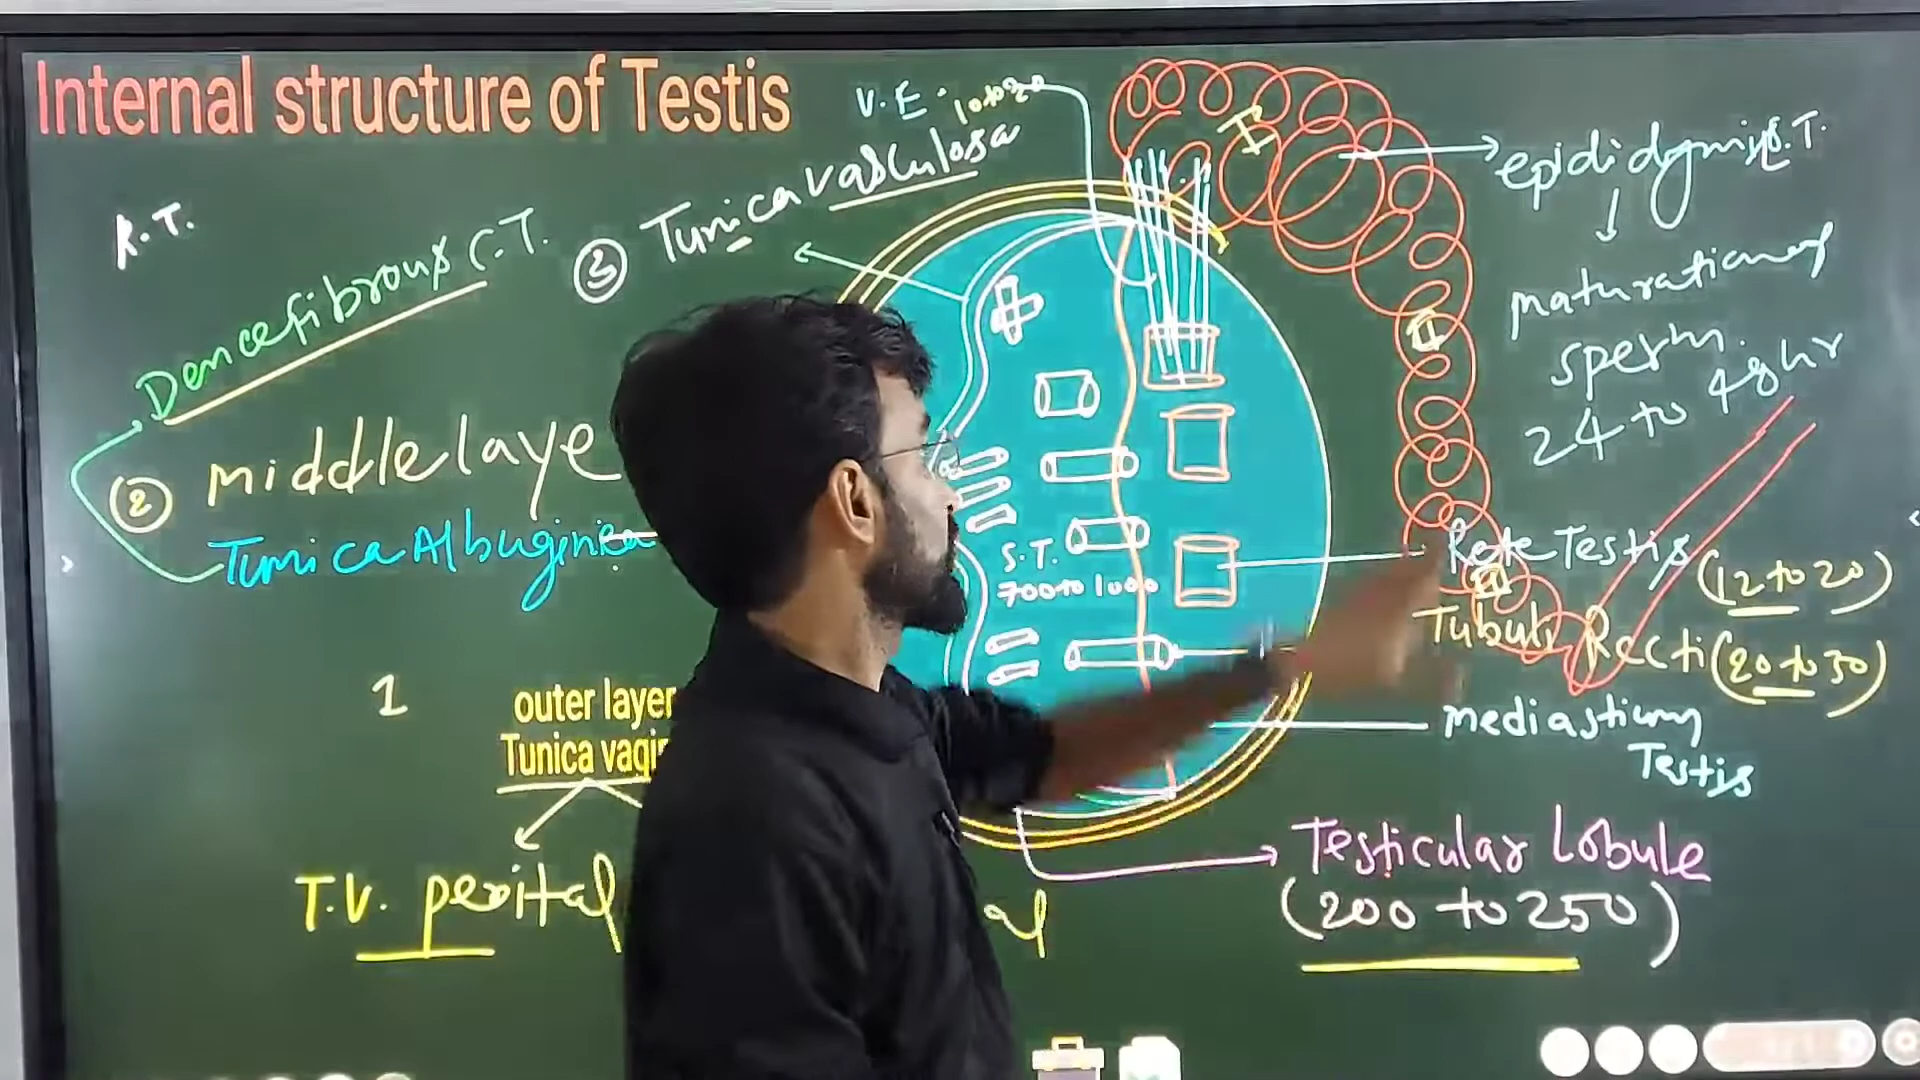 Internal structure of Testis
V.E. 10 to 20
③ Tunica vasculosa
R.T.
Dencefibroux C.T.
② middle laye
Tunica Albuginea
1
outer layer
Tunica vagi
T.V. perital
al
S.T.
700 to 1000
epididymis
S.T.
maturation of
sperm.
24 to 48 hr
Rete Testis (12 to 20)
Tubuli Recti (20 to 30)
mediastinum
Testis
Testicular Lobule
(200 to 250)